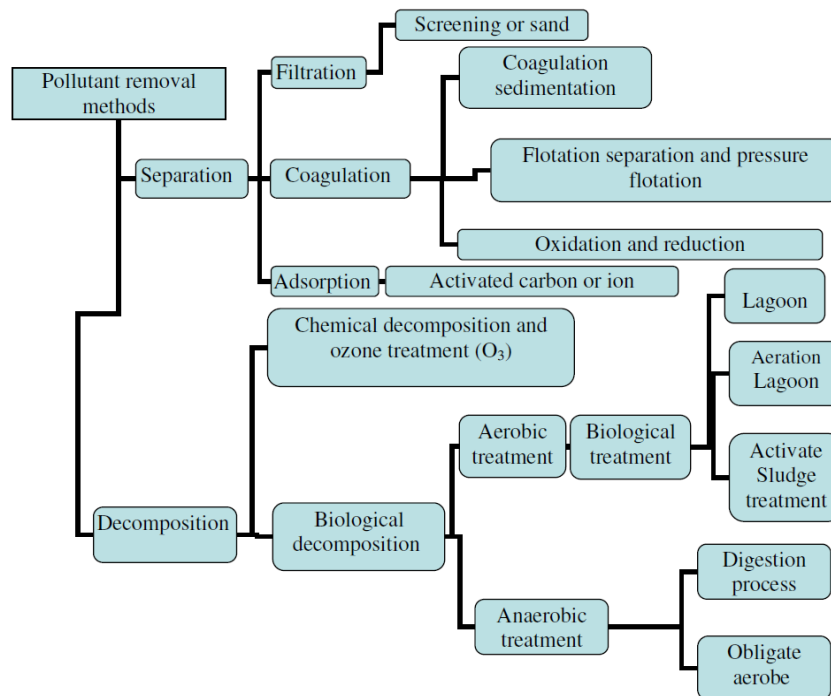 Pollutant removal
methods
Separation
Filtration
Screening or sand
Coagulation
Coagulation
sedimentation
Flotation separation and pressure
flotation
Oxidation and reduction
Adsorption
Activated carbon or ion
Decomposition
Chemical decomposition and
ozone treatment (O₃)
Biological
decomposition
Aerobic
treatment
Biological
treatment
Lagoon
Aeration
Lagoon
Activate
Sludge
treatment
Anaerobic
treatment
Digestion
process
Obligate
aerobe